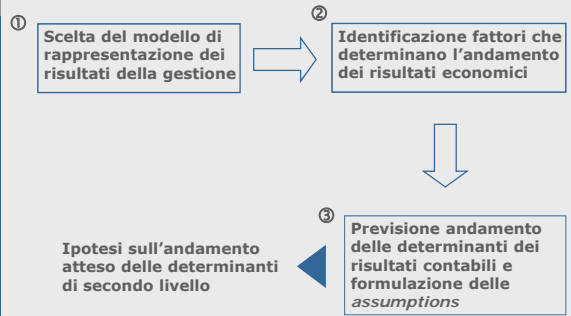 ①
Scelta del modello di
rappresentazione dei
risultati della gestione
②
Identificazione fattori che
determinano l'andamento
dei risultati economici
③
Previsione andamento
delle determinanti dei
risultati contabili e
formulazione delle
assumptions
Ipotesi sull'andamento
atteso delle determinanti
di secondo livello